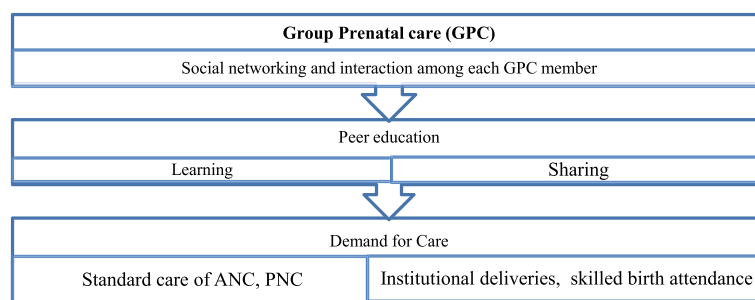 Group Prenatal care (GPC)
Social networking and interaction among each GPC member
Peer education
Learning
Sharing
Demand for Care
Standard care of ANC, PNC
Institutional deliveries, skilled birth attendance